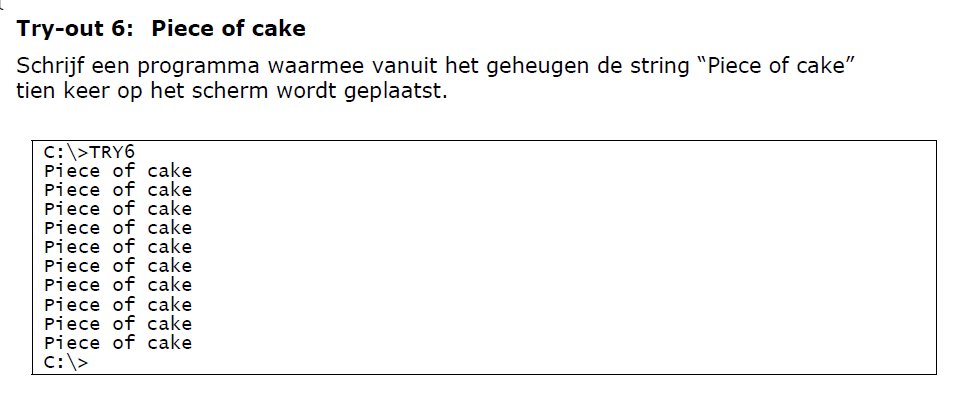 Try-out 6: Piece of cake
Schrijf een programma waarmee vanuit het geheugen de string “Piece of cake”
tien keer op het scherm wordt geplaatst.
C:\>TRY6
Piece of cake
Piece of cake
Piece of cake
Piece of cake
Piece of cake
Piece of cake
Piece of cake
Piece of cake
Piece of cake
Piece of cake
C:\>